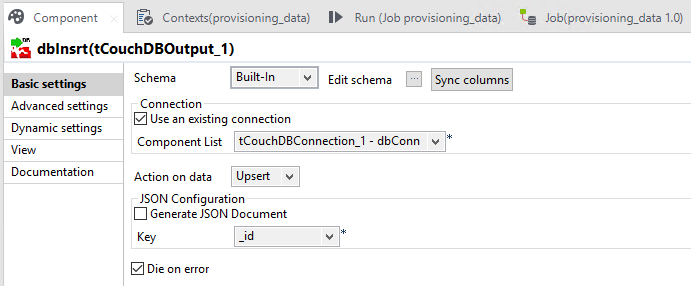 Component Contexts(provisioning_data) Run (Job provisioning_data) Job(provisioning_data 1.0)
dbInsrt(tCouchDBOutput_1)
Basic settings
Advanced settings
Dynamic settings
View
Documentation
Schema Built-In Edit schema ... Sync columns
Connection
Use an existing connection
Component List tCouchDBConnection_1 - dbConn *
Action on data Upsert
JSON Configuration
Generate JSON Document
Key _id *
Die on error